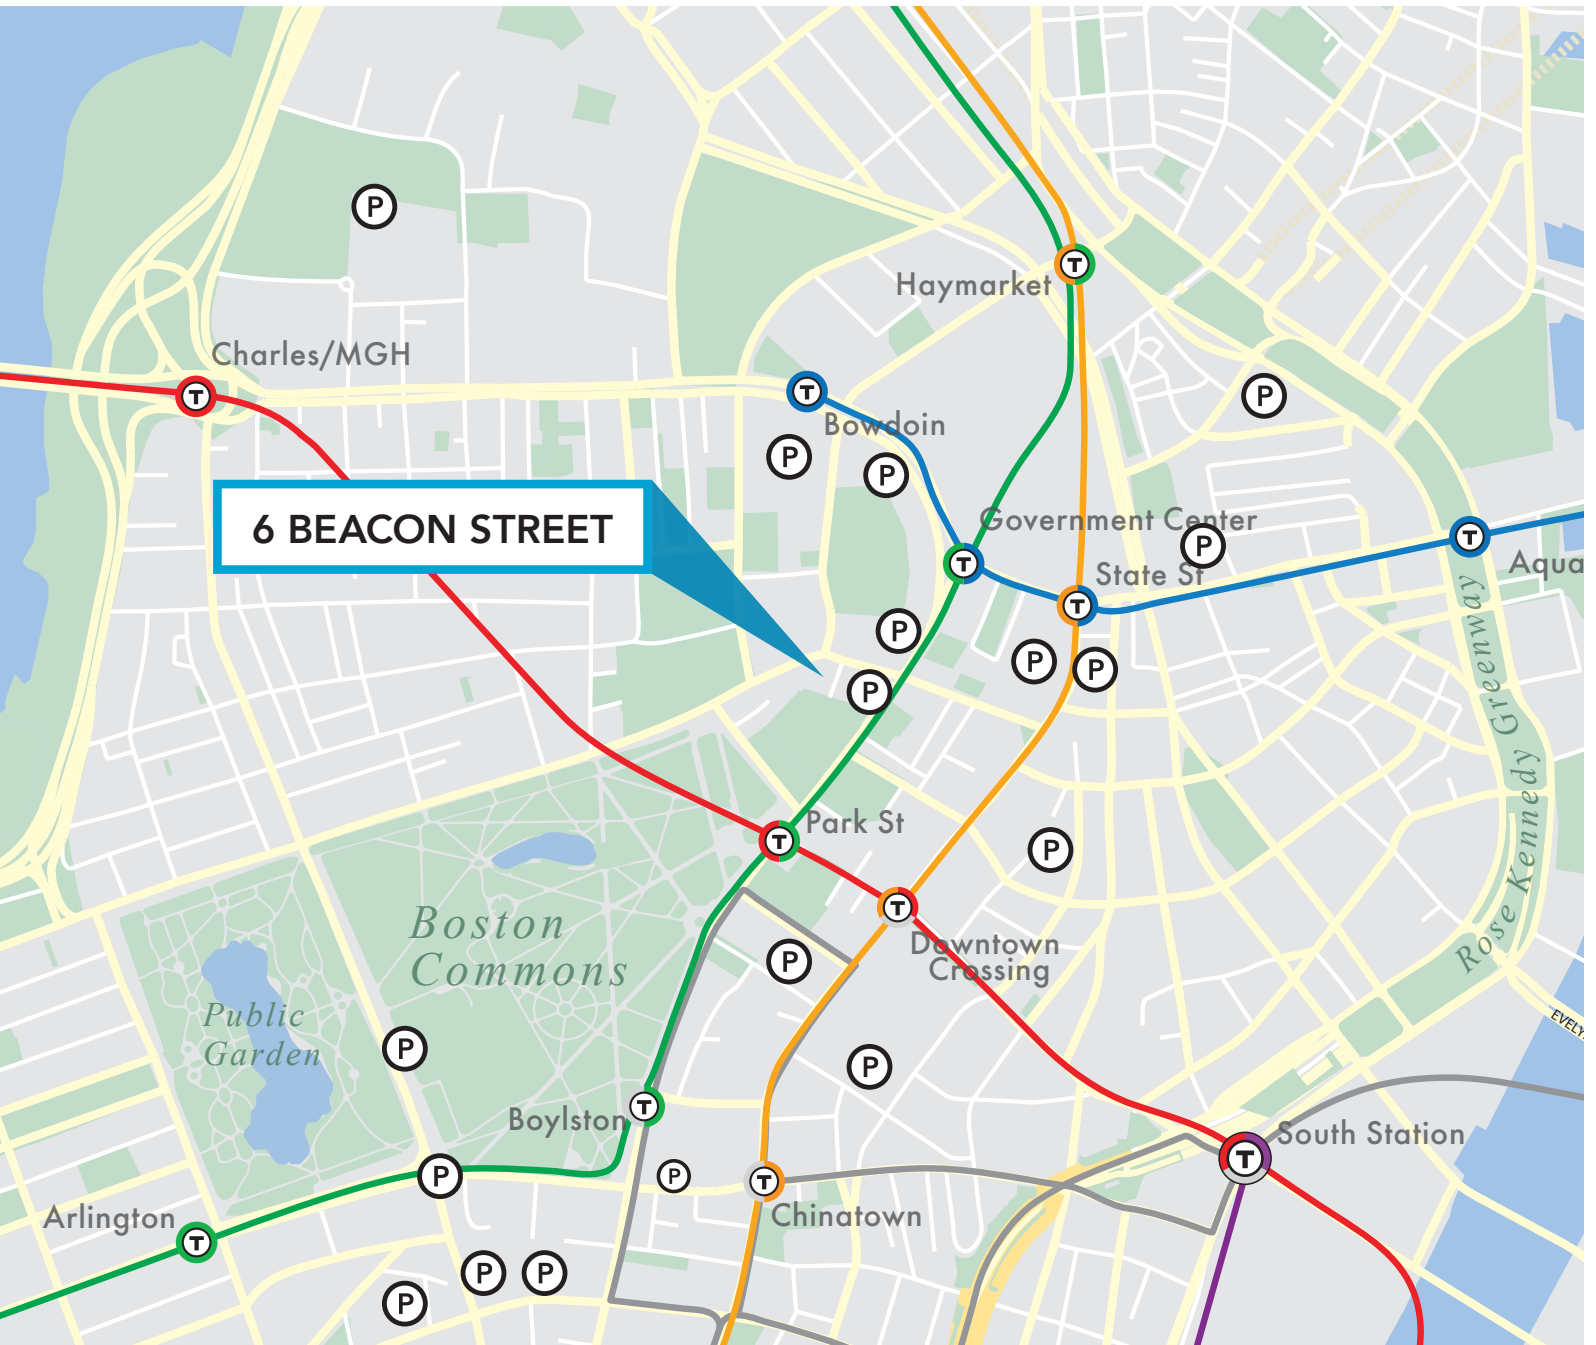 P
T
Haymarket
Charles/MGH
T
T
P
Bowdoin
P
P
6 BEACON STREET
Government Center
P
T
T
Aqua
State St
T
P
P
P
P
Rose Kennedy Greenway
Park St
T
P
T
Boston
Commons
Downtown
Crossing
P
Public
Garden
EVELY
P
P
Boylston
T
South Station
T
P
P
T
Arlington
Chinatown
T
P
P
P